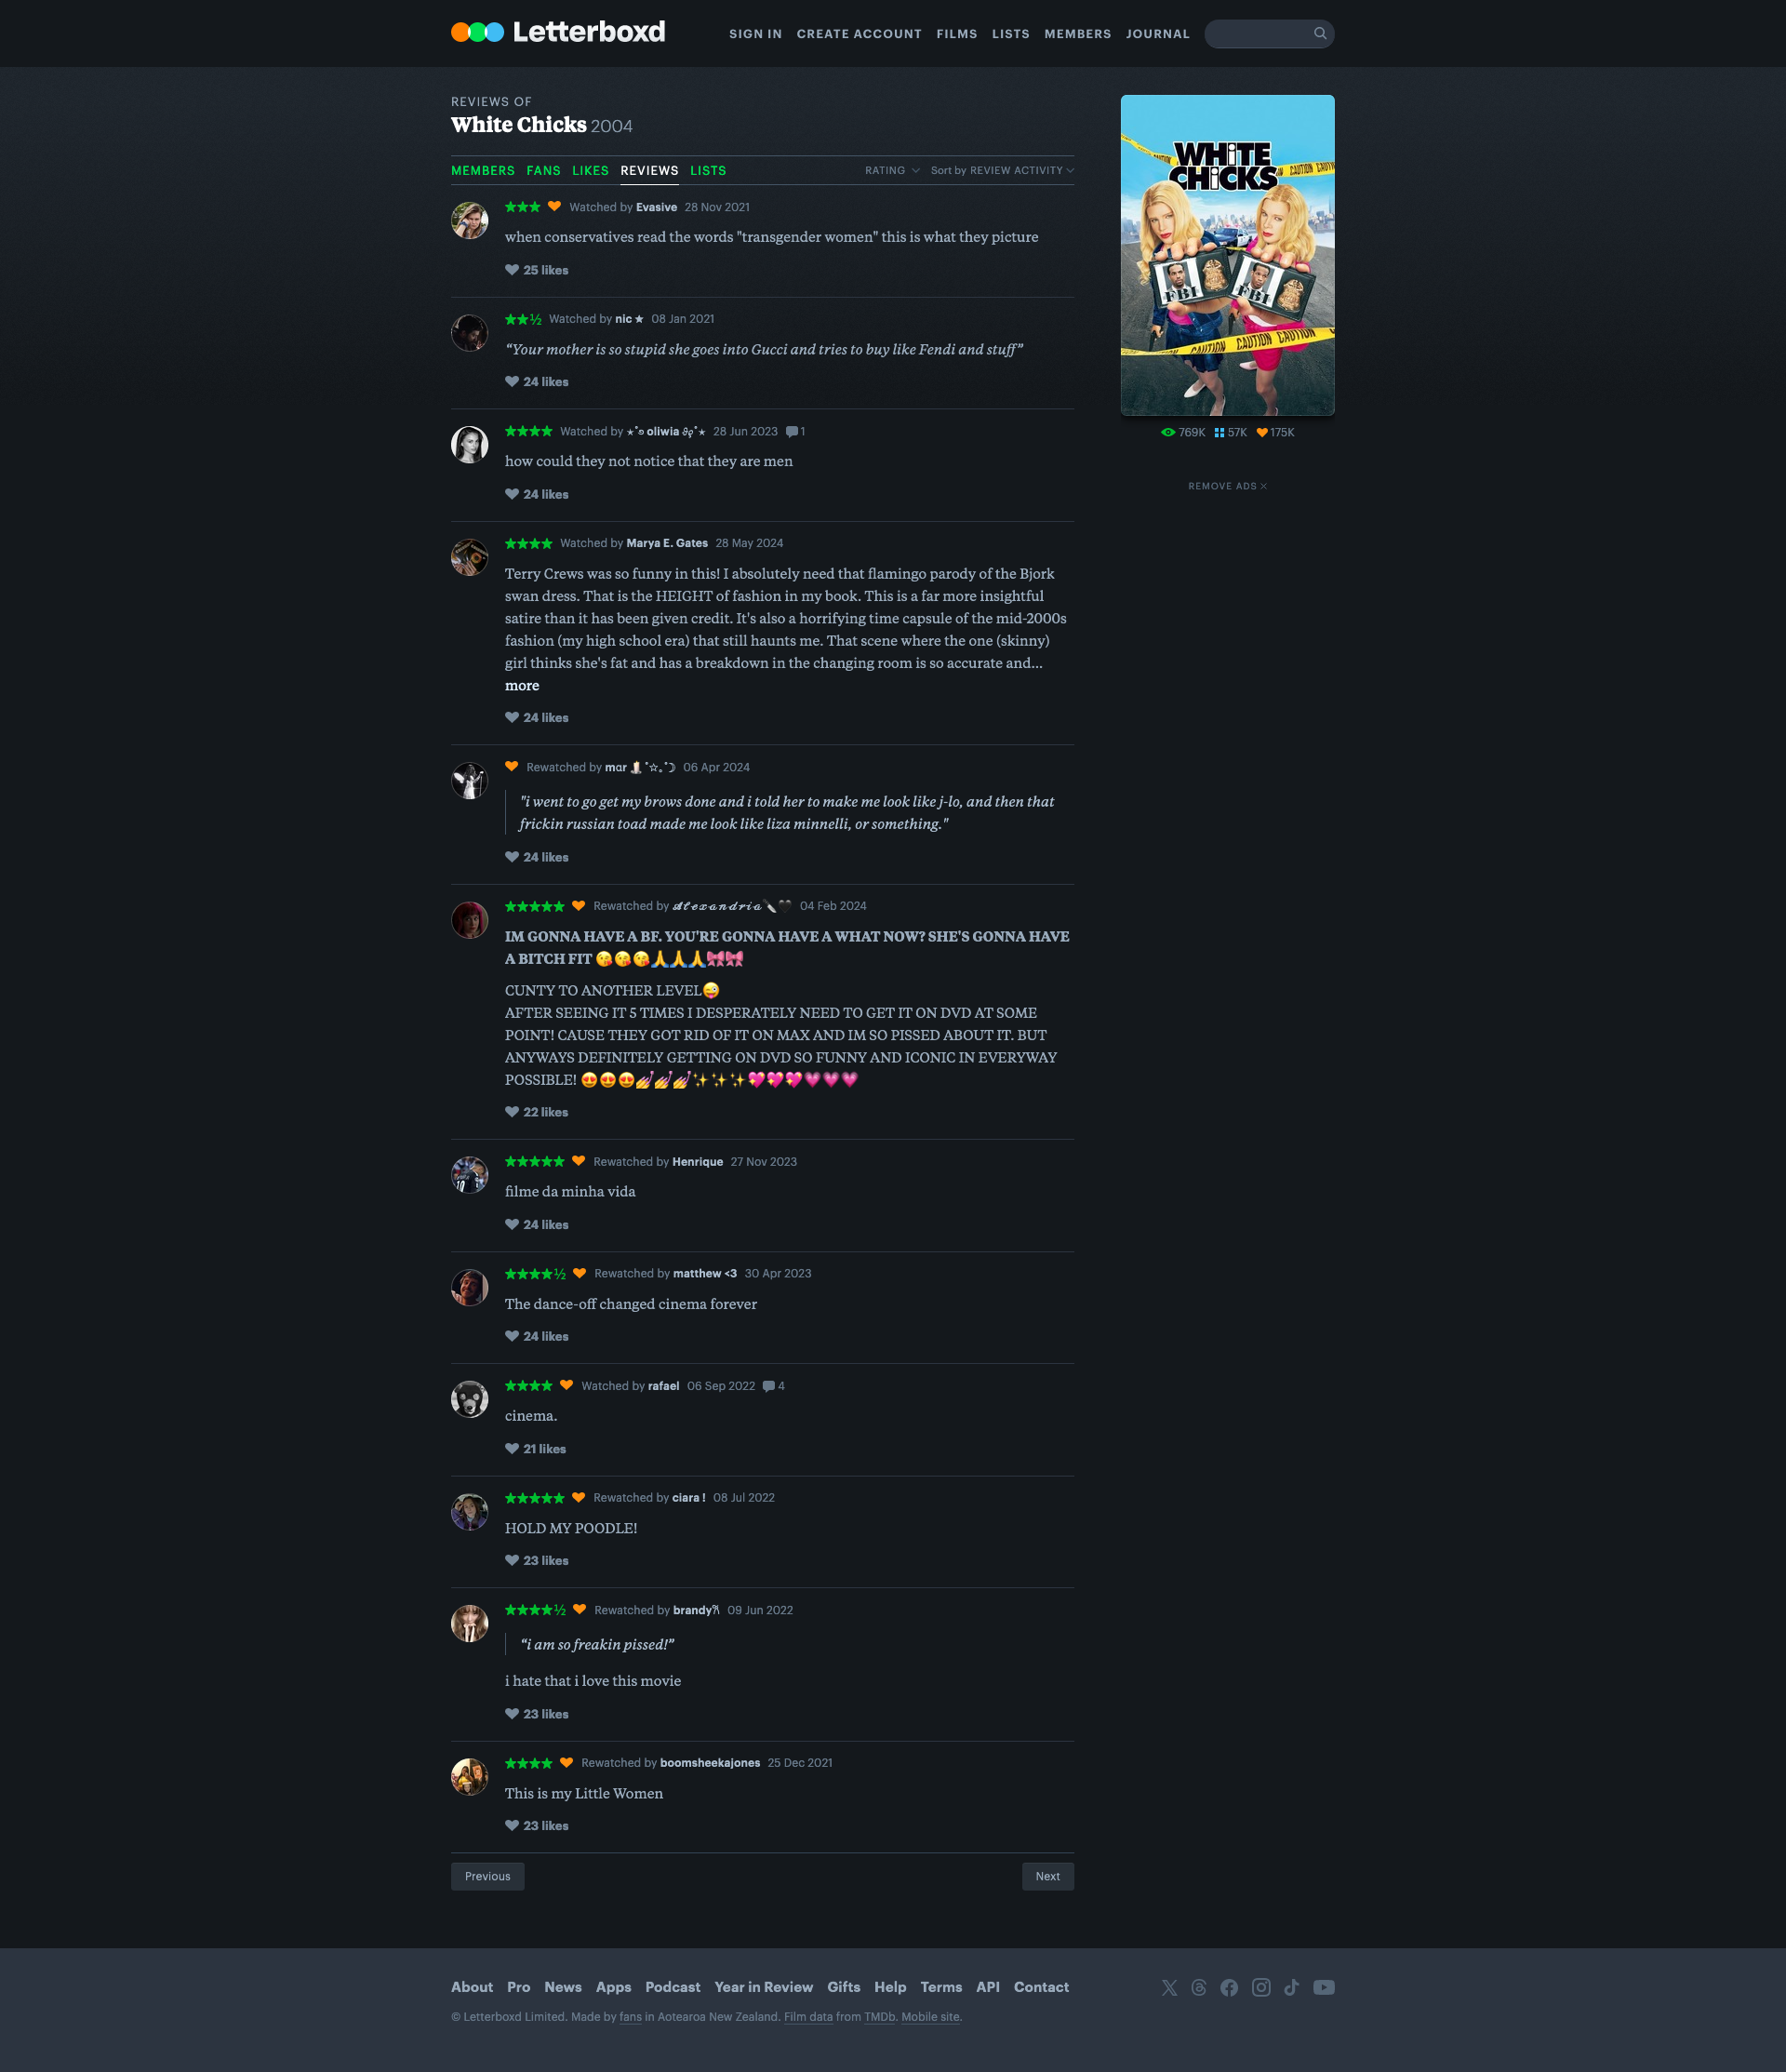 Letterboxd
SIGN IN CREATE ACCOUNT FILMS LISTS MEMBERS JOURNAL
REVIEWS OF
White Chicks 2004
MEMBERS FANS LIKES REVIEWS LISTS
RATING Sort by REVIEW ACTIVITY
WHiTE
CHiCKS
CAUTION
CAUTION CAUTI
FBI
FBI
CAUTION CAUTION CAUTION
769K 57K 175K
REMOVE ADS
★★★ Watched by Evasive 28 Nov 2021
when conservatives read the words "transgender women" this is what they picture
25 likes
★★½ Watched by nic ★ 08 Jan 2021
“Your mother is so stupid she goes into Gucci and tries to buy like Fendi and stuff”
24 likes
★★★★ Watched by oliwia 28 Jun 2023 1
how could they not notice that they are men
24 likes
★★★★ Watched by Marya E. Gates 28 May 2024
Terry Crews was so funny in this! I absolutely need that flamingo parody of the Bjork
swan dress. That is the HEIGHT of fashion in my book. This is a far more insightful
satire than it has been given credit. It's also a horrifying time capsule of the mid-2000s
fashion (my high school era) that still haunts me. That scene where the one (skinny)
girl thinks she's fat and has a breakdown in the changing room is so accurate and…
more
24 likes
Rewatched by mɑr 🕯️ ˚☆｡˚☽ 06 Apr 2024
"i went to go get my brows done and i told her to make me look like j-lo, and then that
frickin russian toad made me look like liza minnelli, or something."
24 likes
★★★★★ Rewatched by 𝓐𝓵𝓮𝔁𝓪𝓷𝓭𝓻𝓲𝓪🔪🖤 04 Feb 2024
IM GONNA HAVE A BF. YOU'RE GONNA HAVE A WHAT NOW? SHE'S GONNA HAVE
A BITCH FIT 😘😘😘🙏🙏🙏🎀🎀
CUNTY TO ANOTHER LEVEL😜
AFTER SEEING IT 5 TIMES I DESPERATELY NEED TO GET IT ON DVD AT SOME
POINT! CAUSE THEY GOT RID OF IT ON MAX AND IM SO PISSED ABOUT IT. BUT
ANYWAYS DEFINITELY GETTING ON DVD SO FUNNY AND ICONIC IN EVERYWAY
POSSIBLE! 😍😍😍💅💅💅✨✨✨💖💖💖💗💗💗
22 likes
★★★★★ Rewatched by Henrique 27 Nov 2023
filme da minha vida
24 likes
★★★★½ Rewatched by matthew <3 30 Apr 2023
The dance-off changed cinema forever
24 likes
★★★★ Watched by rafael 06 Sep 2022 4
cinema.
21 likes
★★★★★ Rewatched by ciara ! 08 Jul 2022
HOLD MY POODLE!
23 likes
★★★★½ Rewatched by brandy 09 Jun 2022
“i am so freakin pissed!”
i hate that i love this movie
23 likes
★★★★ Rewatched by boomsheekajones 25 Dec 2021
This is my Little Women
23 likes
Previous Next
About Pro News Apps Podcast Year in Review Gifts Help Terms API Contact
© Letterboxd Limited. Made by fans in Aotearoa New Zealand. Film data from TMDb. Mobile site.